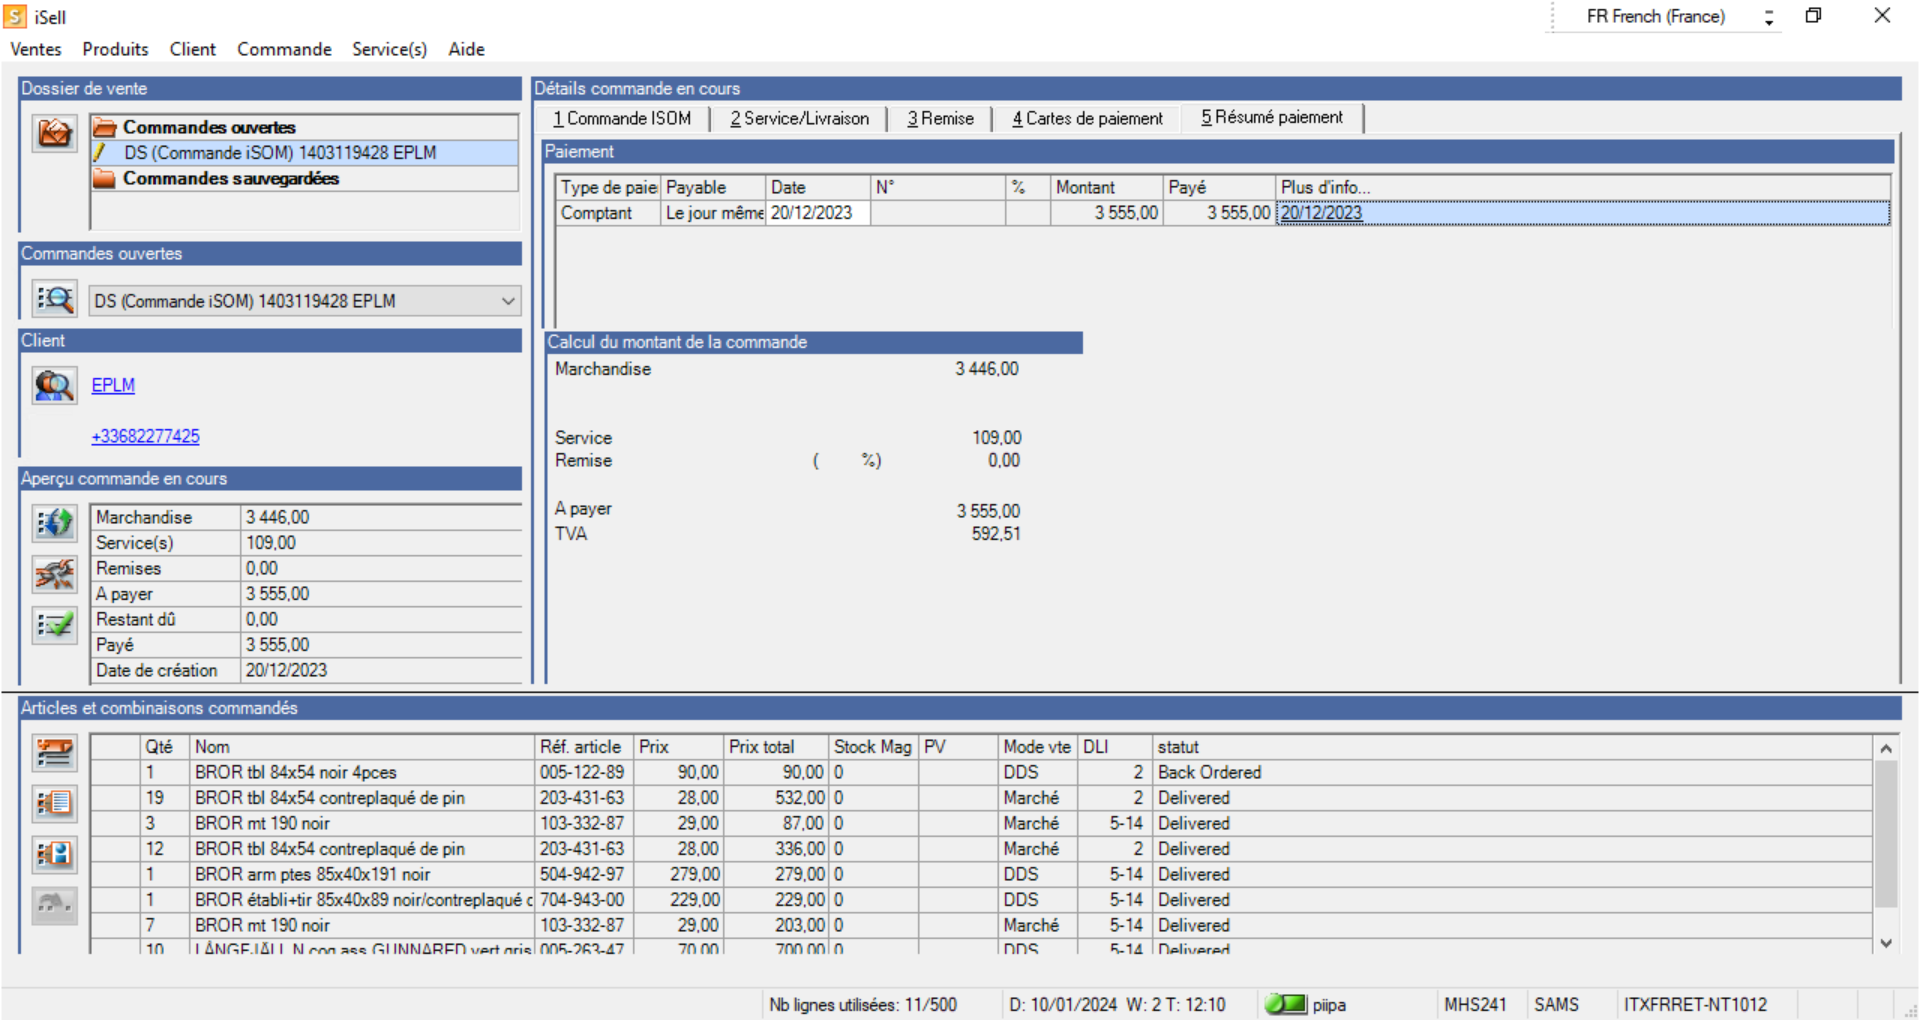 iSell
FR French (France)
Ventes Produits Client Commande Service(s) Aide
Dossier de vente
Commandes ouvertes
DS (Commande iSOM) 1403119428 EPLM
Commandes sauvegardées
Commandes ouvertes
DS (Commande iSOM) 1403119428 EPLM
Client
EPLM
+33682277425
Aperçu commande en cours
Marchandise 3 446,00
Service(s) 109,00
Remises 0,00
A payer 3 555,00
Restant dû 0,00
Payé 3 555,00
Date de création 20/12/2023
Détails commande en cours
1 Commande ISOM 2 Service/Livraison 3 Remise 4 Cartes de paiement 5 Résumé paiement
Paiement
Type de paie Payable Date N° % Montant Payé Plus d'info...
Comptant Le jour même 20/12/2023 3 555,00 3 555,00 20/12/2023
Calcul du montant de la commande
Marchandise 3 446,00
Service 109,00
Remise ( %) 0,00
A payer 3 555,00
TVA 592,51
Articles et combinaisons commandés
Qté Nom Réf. article Prix Prix total Stock Mag PV Mode vte DLI statut
1 BROR tbl 84x54 noir 4pces 005-122-89 90,00 90,00 0 DDS 2 Back Ordered
19 BROR tbl 84x54 contreplaqué de pin 203-431-63 28,00 532,00 0 Marché 2 Delivered
3 BROR mt 190 noir 103-332-87 29,00 87,00 0 Marché 5-14 Delivered
12 BROR tbl 84x54 contreplaqué de pin 203-431-63 28,00 336,00 0 Marché 2 Delivered
1 BROR arm ptes 85x40x191 noir 504-942-97 279,00 279,00 0 DDS 5-14 Delivered
1 BROR établi+tir 85x40x89 noir/contreplaqué c 704-943-00 229,00 229,00 0 DDS 5-14 Delivered
7 BROR mt 190 noir 103-332-87 29,00 203,00 0 Marché 5-14 Delivered
10 LÅNGFJÄLL N coq ass GUNNARED vert gris 005-263-47 70,00 700,00 0 DDS 5-14 Delivered
Nb lignes utilisées: 11/500 D: 10/01/2024 W: 2 T: 12:10 piipa MHS241 SAMS ITXFRRET-NT1012